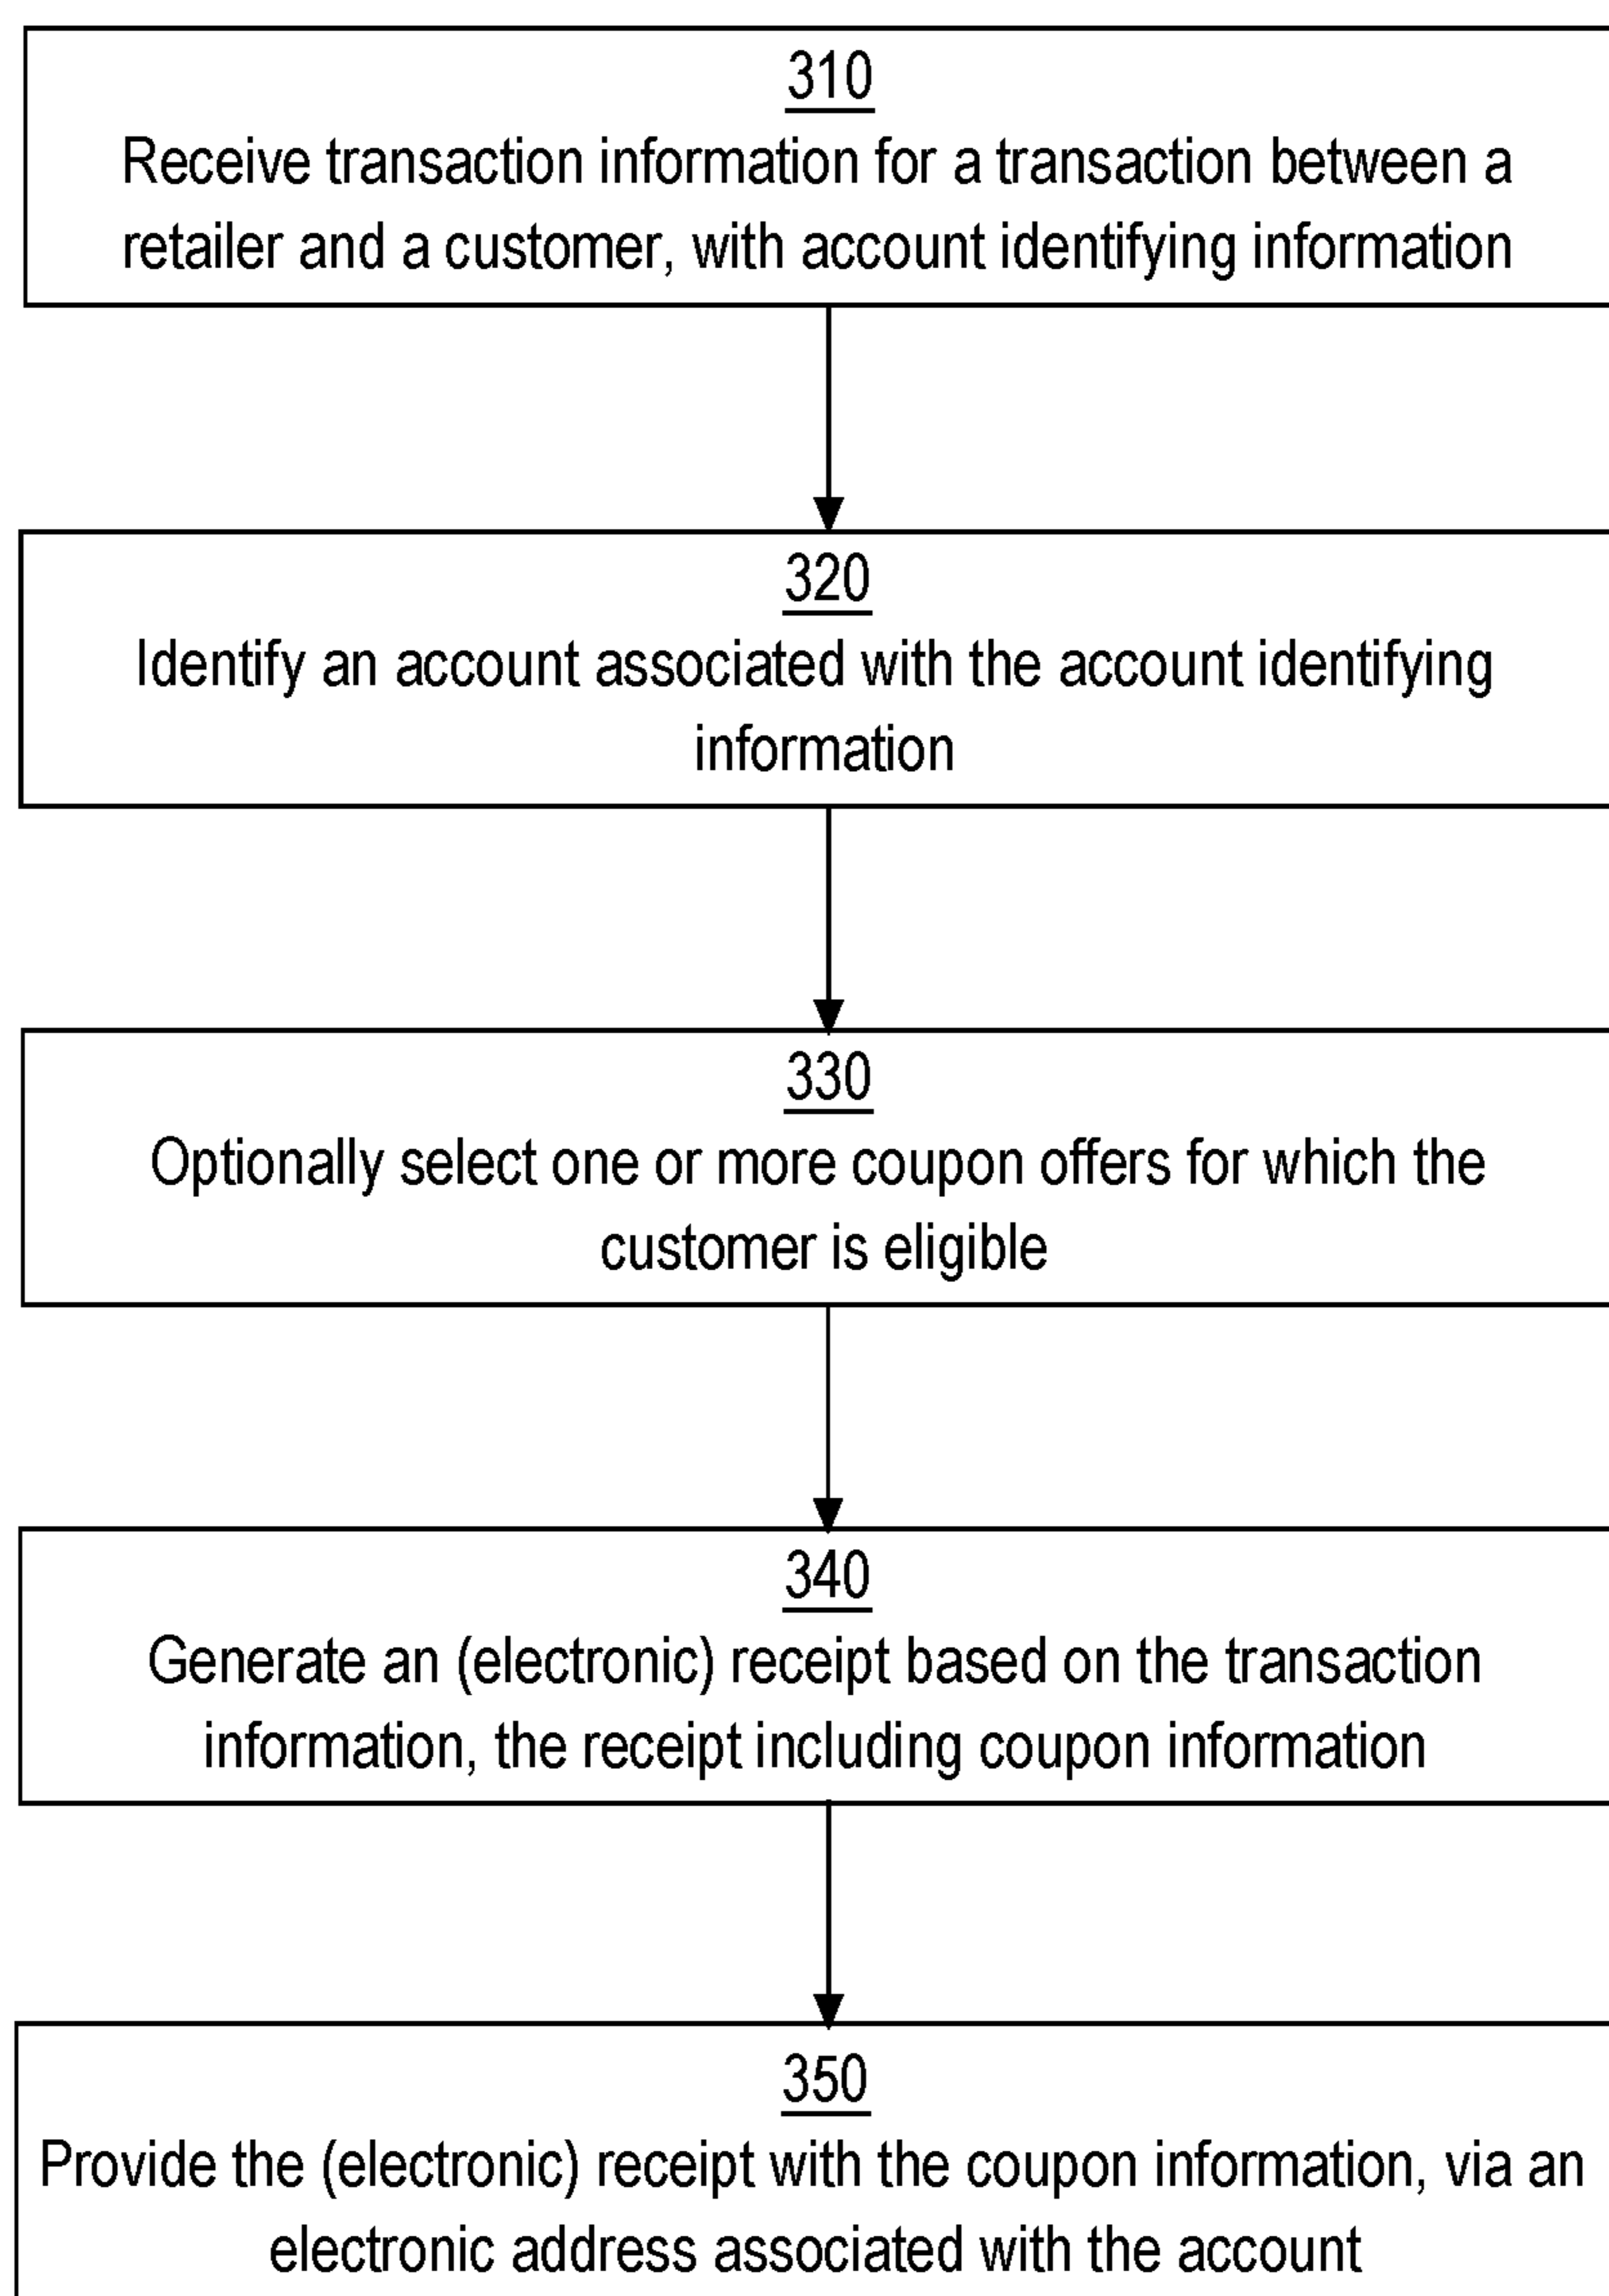 310
Receive transaction information for a transaction between a
retailer and a customer, with account identifying information
320
Identify an account associated with the account identifying
information
330
Optionally select one or more coupon offers for which the
customer is eligible
340
Generate an (electronic) receipt based on the transaction
information, the receipt including coupon information
350
Provide the (electronic) receipt with the coupon information, via an
electronic address associated with the account